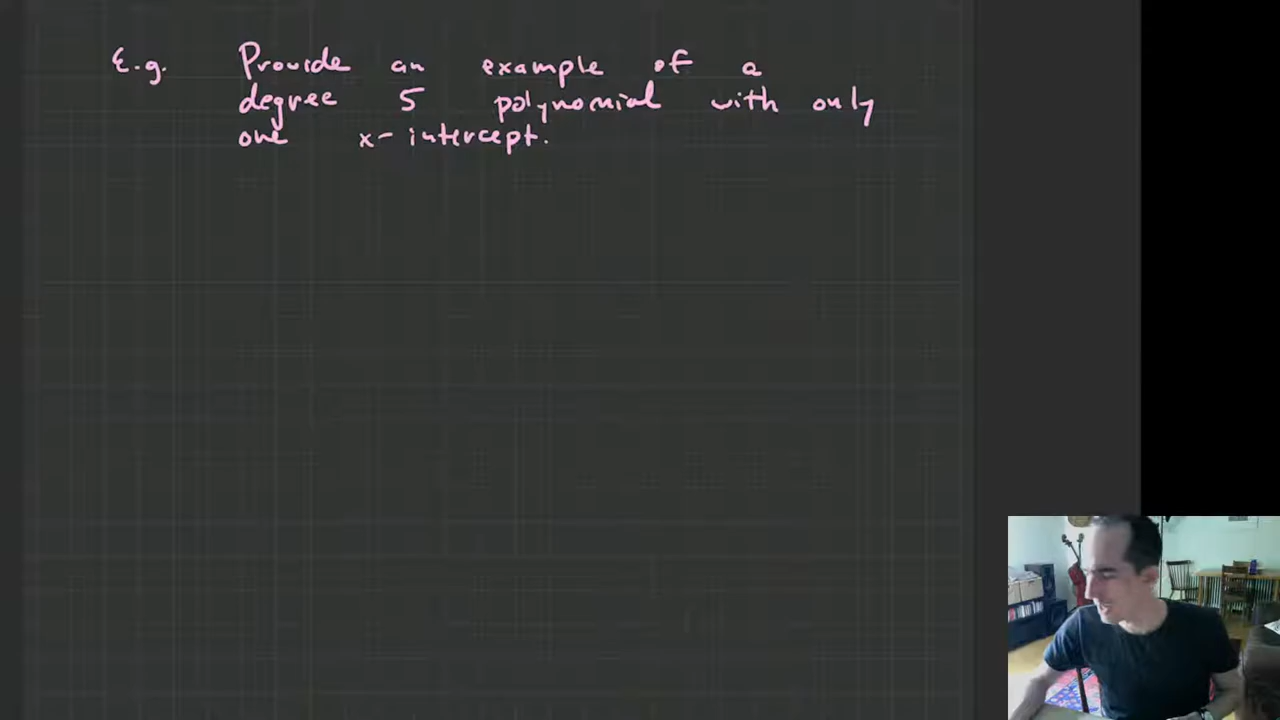 E.g. Provide an example of a
degree 5 polynomial with only
one x-intercept.